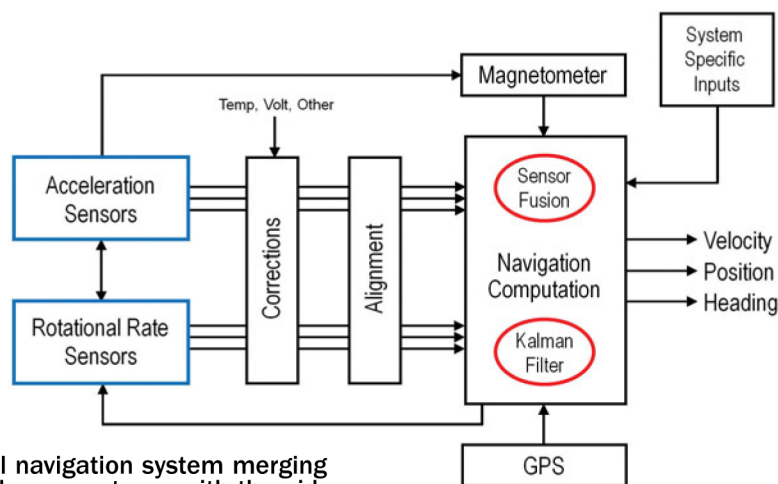 System
Specific
Inputs
Magnetometer
Temp, Volt, Other
Acceleration
Sensors
Sensor
Fusion
Corrections
Alignment
Navigation
Computation
Velocity
Position
Heading
Rotational Rate
Sensors
Kalman
Filter
GPS
l navigation system merging